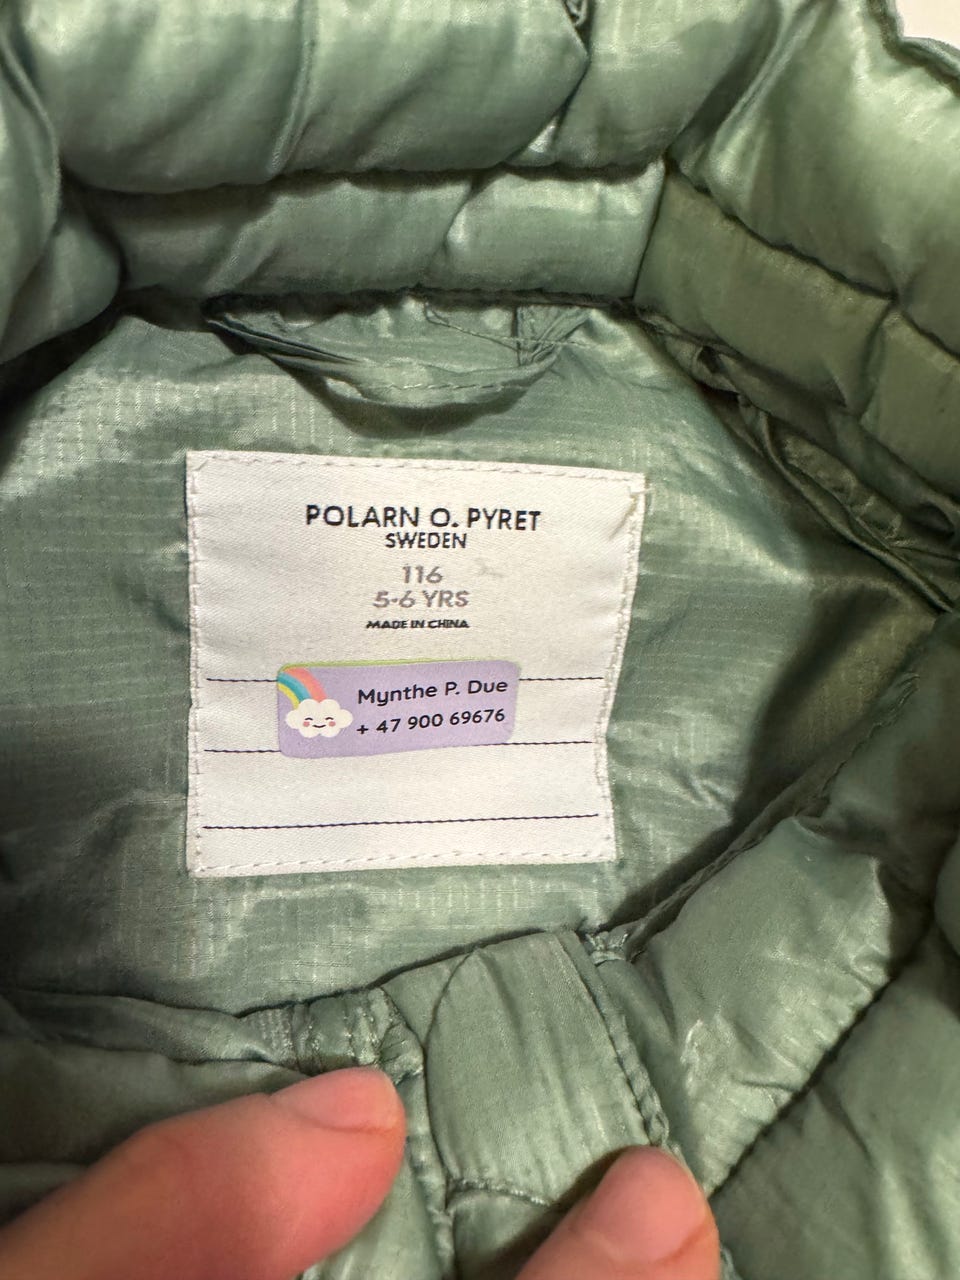 POLARN O. PYRET
SWEDEN
116
5-6 YRS
MADE IN CHINA
Mynthe P. Due
+ 47 900 69676